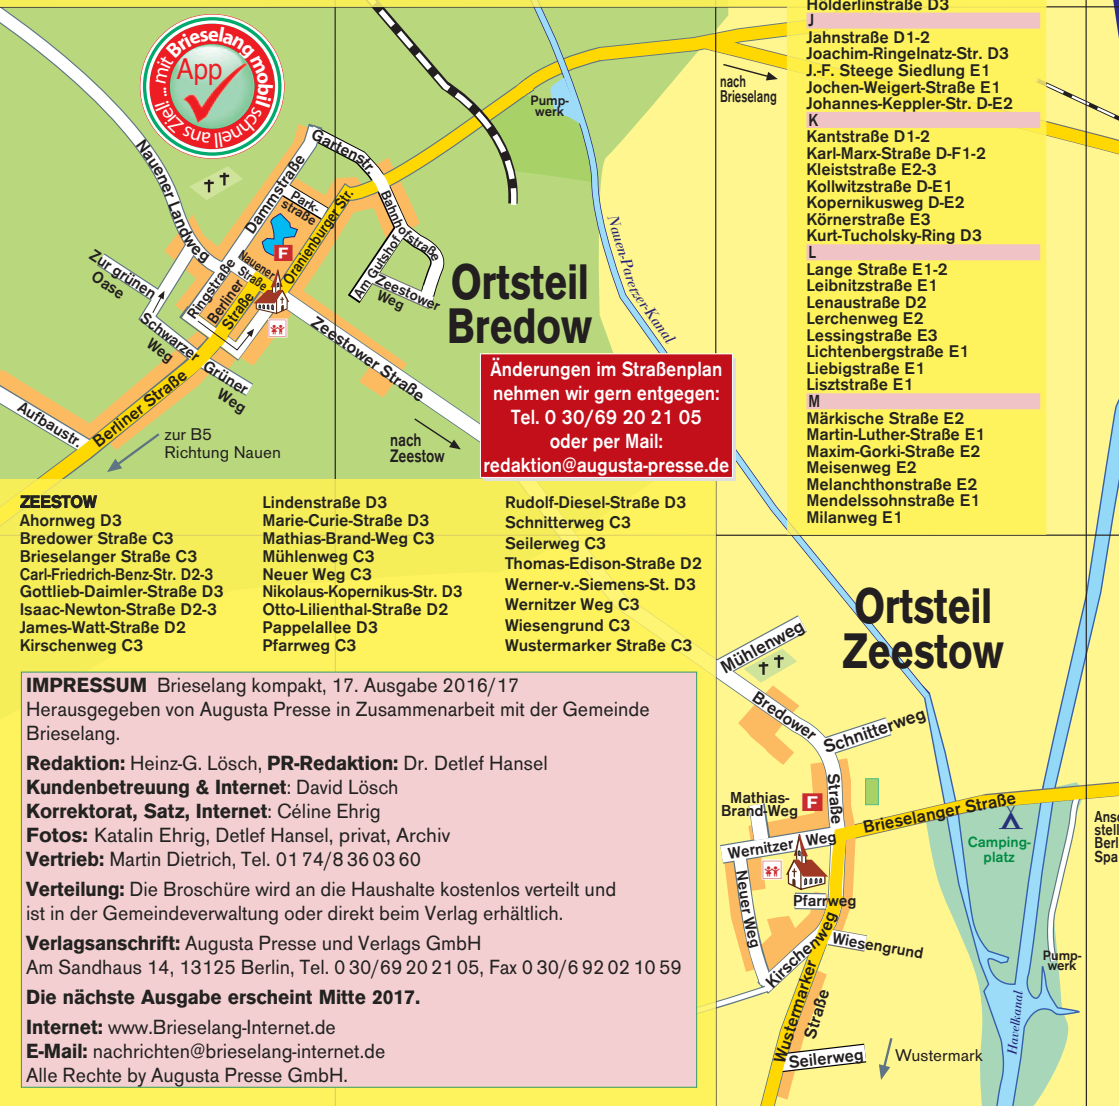 ... mit Brieselang mobil schnell ans Ziel!
App
Hölderlinstraße D3
J
Jahnstraße D1-2
Joachim-Ringelnatz-Str. D3
J.-F. Steege Siedlung E1
Jochen-Weigert-Straße E1
Johannes-Keppler-Str. D-E2
K
Kantstraße D1-2
Karl-Marx-Straße D-F1-2
Kleiststraße E2-3
Kollwitzstraße D-E1
Kopernikusweg D-E2
Körnerstraße E3
Kurt-Tucholsky-Ring D3
L
Lange Straße E1-2
Leibnitzstraße E1
Lenaustraße D2
Lerchenweg E2
Lessingstraße E3
Lichtenbergstraße E1
Liebigstraße E1
Lisztstraße E1
M
Märkische Straße E2
Martin-Luther-Straße E1
Maxim-Gorki-Straße E2
Meisenweg E2
Melanchthonstraße E2
Mendelssohnstraße E1
Milanweg E1
nach
Brieselang
Pump-
werk
Nauen-Paretzer-Kanal
Nauener Landweg
Gartenstr.
Dammstraße
Park-
straße
Oranienburger Str.
Bahnhofstraße
Am Gutshof
Zeestower
Weg
F
Nauener
Straße
Ringstraße
Berliner
Straße
Zur grünen
Oase
Schwarzer
Weg
Grüner
Weg
Zeestower Straße
Aufbaustr.
Berliner Straße
zur B5
Richtung Nauen
nach
Zeestow
Ortsteil
Bredow
Änderungen im Straßenplan
nehmen wir gern entgegen:
Tel. 0 30/69 20 21 05
oder per Mail:
redaktion@augusta-presse.de
ZEESTOW
Ahornweg D3
Bredower Straße C3
Brieselanger Straße C3
Carl-Friedrich-Benz-Str. D2-3
Gottlieb-Daimler-Straße D3
Isaac-Newton-Straße D2-3
James-Watt-Straße D2
Kirschenweg C3
Lindenstraße D3
Marie-Curie-Straße D3
Mathias-Brand-Weg C3
Mühlenweg C3
Neuer Weg C3
Nikolaus-Kopernikus-Str. D3
Otto-Lilienthal-Straße D2
Pappelallee D3
Pfarrweg C3
Rudolf-Diesel-Straße D3
Schnitterweg C3
Seilerweg C3
Thomas-Edison-Straße D2
Werner-v.-Siemens-St. D3
Wernitzer Weg C3
Wiesengrund C3
Wustermarker Straße C3
IMPRESSUM Brieselang kompakt, 17. Ausgabe 2016/17
Herausgegeben von Augusta Presse in Zusammenarbeit mit der Gemeinde
Brieselang.
Redaktion: Heinz-G. Lösch, PR-Redaktion: Dr. Detlef Hansel
Kundenbetreuung & Internet: David Lösch
Korrektorat, Satz, Internet: Céline Ehrig
Fotos: Katalin Ehrig, Detlef Hansel, privat, Archiv
Vertrieb: Martin Dietrich, Tel. 01 74/8 36 03 60
Verteilung: Die Broschüre wird an die Haushalte kostenlos verteilt und
ist in der Gemeindeverwaltung oder direkt beim Verlag erhältlich.
Verlagsanschrift: Augusta Presse und Verlags GmbH
Am Sandhaus 14, 13125 Berlin, Tel. 0 30/69 20 21 05, Fax 0 30/6 92 02 10 59
Die nächste Ausgabe erscheint Mitte 2017.
Internet: www.Brieselang-Internet.de
E-Mail: nachrichten@brieselang-internet.de
Alle Rechte by Augusta Presse GmbH.
Ortsteil
Zeestow
Mühlenweg
Bredower
Straße
Schnitterweg
Mathias-
Brand-Weg
F
Wernitzer Weg
Brieselanger Straße
Camping-
platz
Neuer Weg
Pfarrweg
Wiesengrund
Kirschenweg
Wustermarker
Straße
Seilerweg
Wustermark
Pump-
werk
Havelkanal